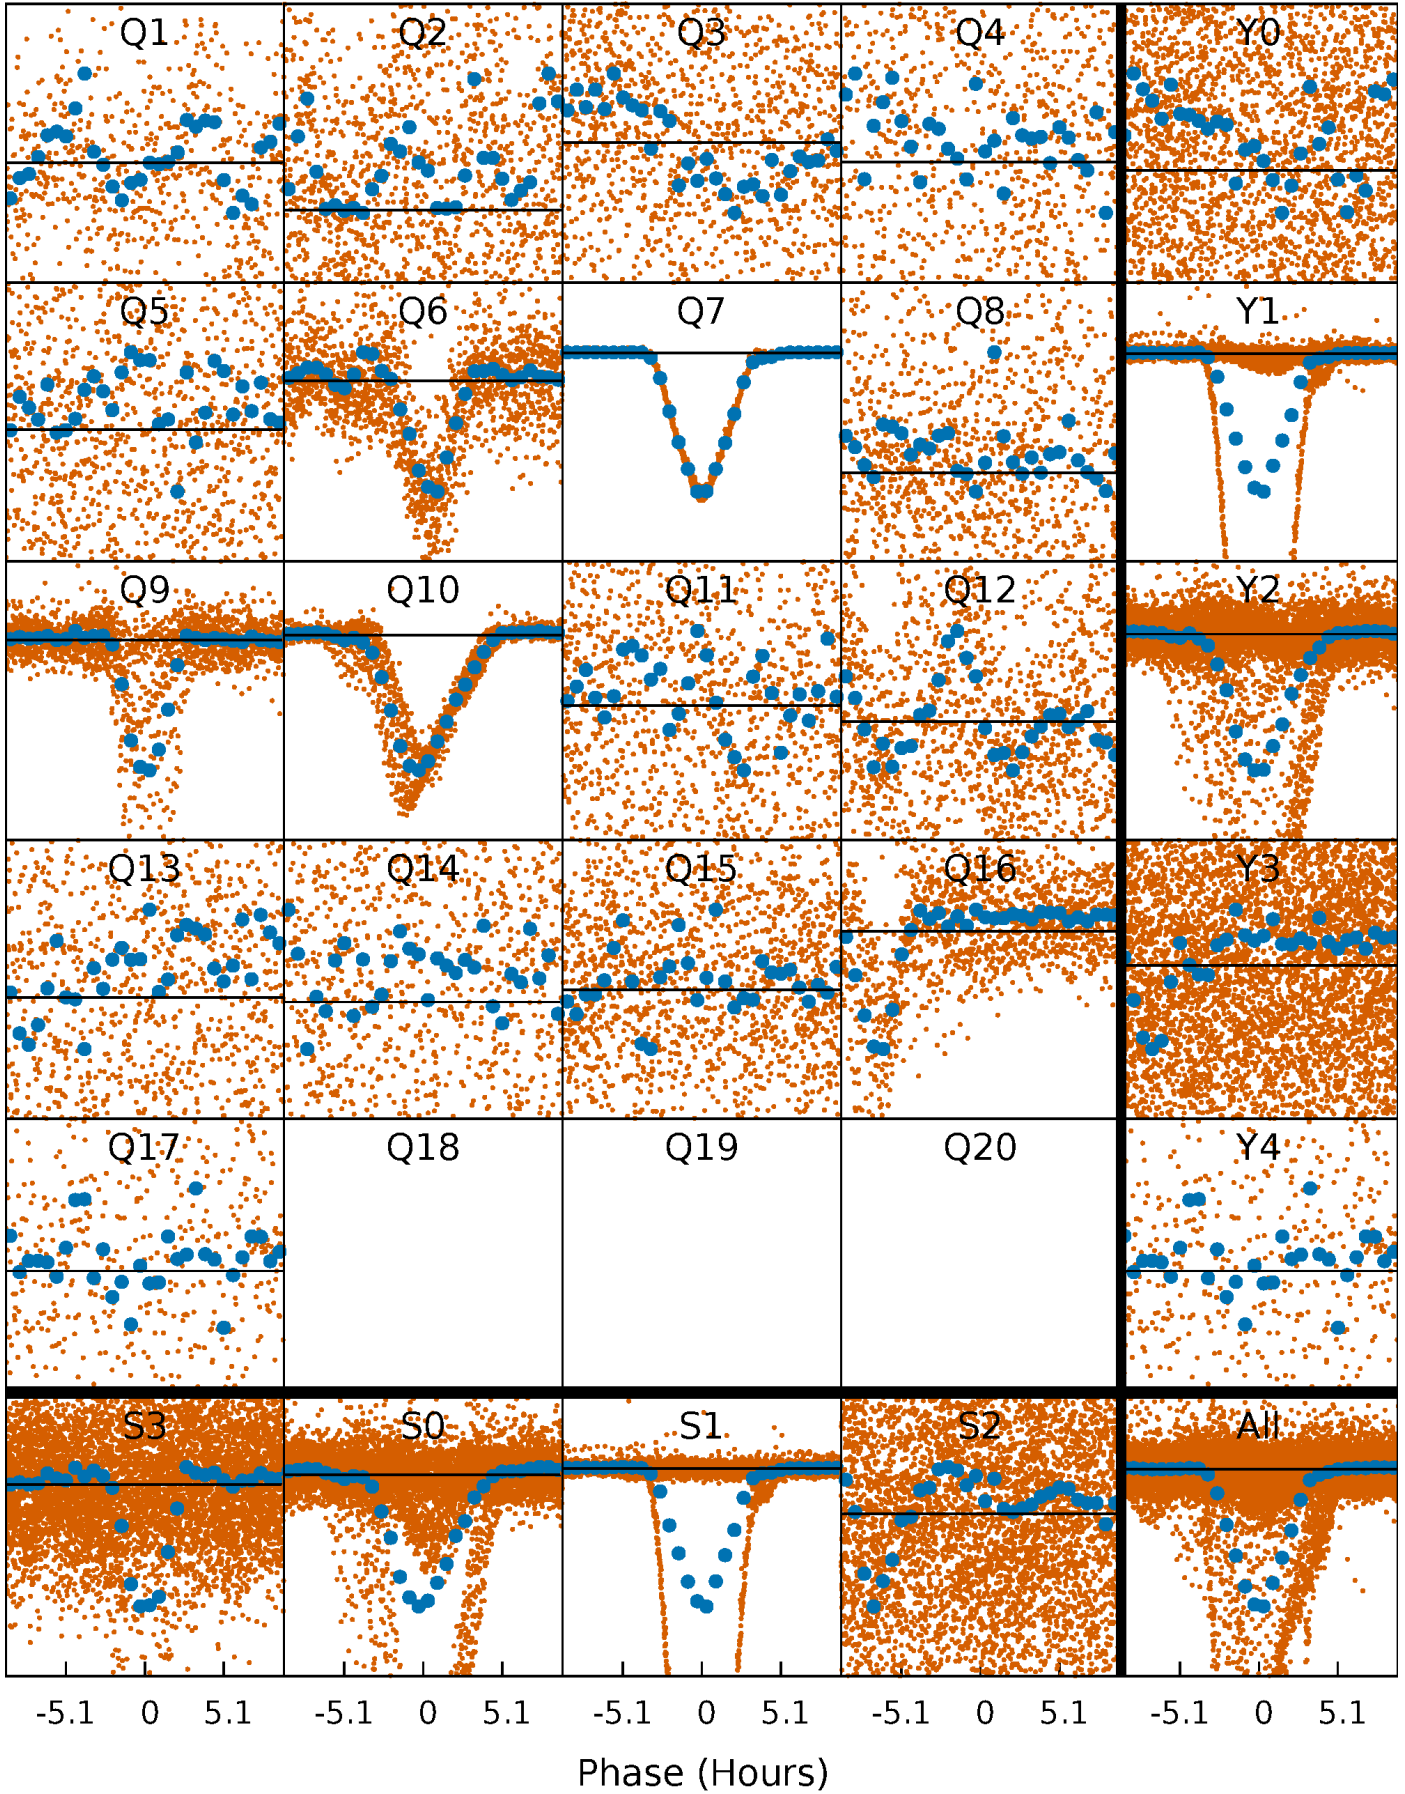 Q1 Q2 Q3 Q4 Y0
Q5 Q6 Q7 Q8 Y1
Q9 Q10 Q11 Q12 Y2
Q13 Q14 Q15 Q16 Y3
Q17 Q18 Q19 Q20 Y4
S3 S0 S1 S2 All
-5.1 0 5.1 -5.1 0 5.1 -5.1 0 5.1 -5.1 0 5.1 -5.1 0 5.1
Phase (Hours)